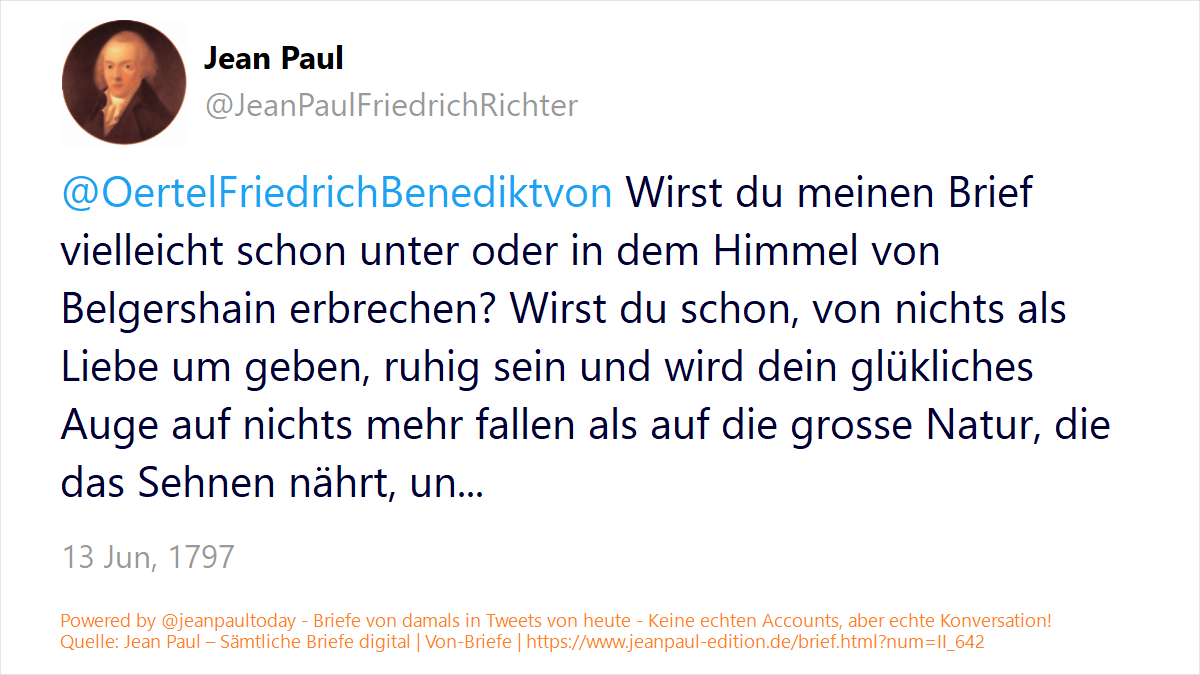 Jean Paul
@JeanPaulFriedrichRichter
@OertelFriedrichBenediktvon Wirst du meinen Brief
vielleicht schon unter oder in dem Himmel von
Belgershain erbrechen? Wirst du schon, von nichts als
Liebe um geben, ruhig sein und wird dein glükliches
Auge auf nichts mehr fallen als auf die grosse Natur, die
das Sehnen nährt, un...
13 Jun, 1797
Powered by @jeanpaultoday - Briefe von damals in Tweets von heute - Keine echten Accounts, aber echte Konversation!
Quelle: Jean Paul – Sämtliche Briefe digital | Von-Briefe | https://www.jeanpaul-edition.de/brief.html?num=II_642